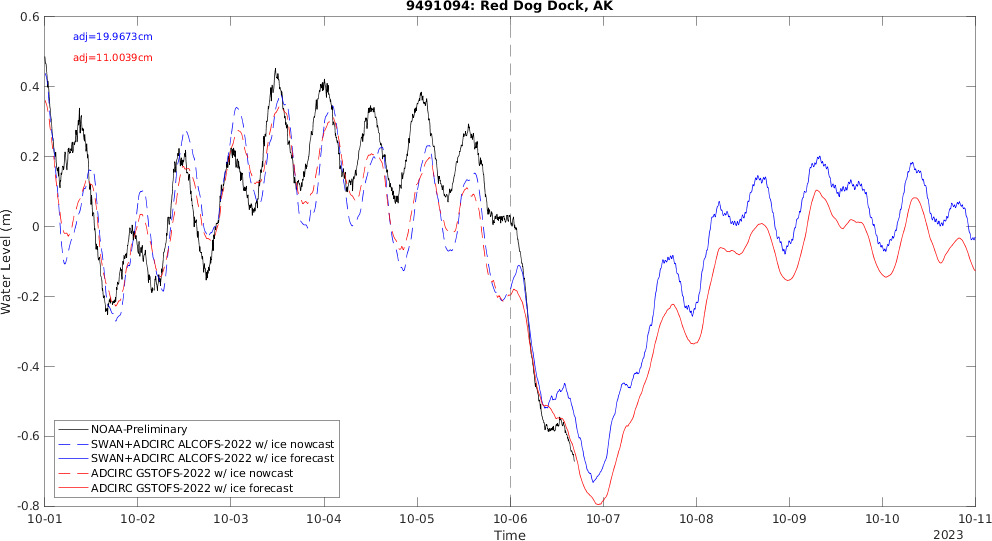 9491094: Red Dog Dock, AK
adj=19.9673cm
adj=11.0039cm
0.6
0.4
0.2
0
-0.2
-0.4
-0.6
-0.8
Water Level (m)
NOAA-Preliminary
SWAN+ADCIRC ALCOFS-2022 w/ ice nowcast
SWAN+ADCIRC ALCOFS-2022 w/ ice forecast
ADCIRC GSTOFS-2022 w/ ice nowcast
ADCIRC GSTOFS-2022 w/ ice forecast
10-01 10-02 10-03 10-04 10-05 10-06 10-07 10-08 10-09 10-10 10-11
Time
2023